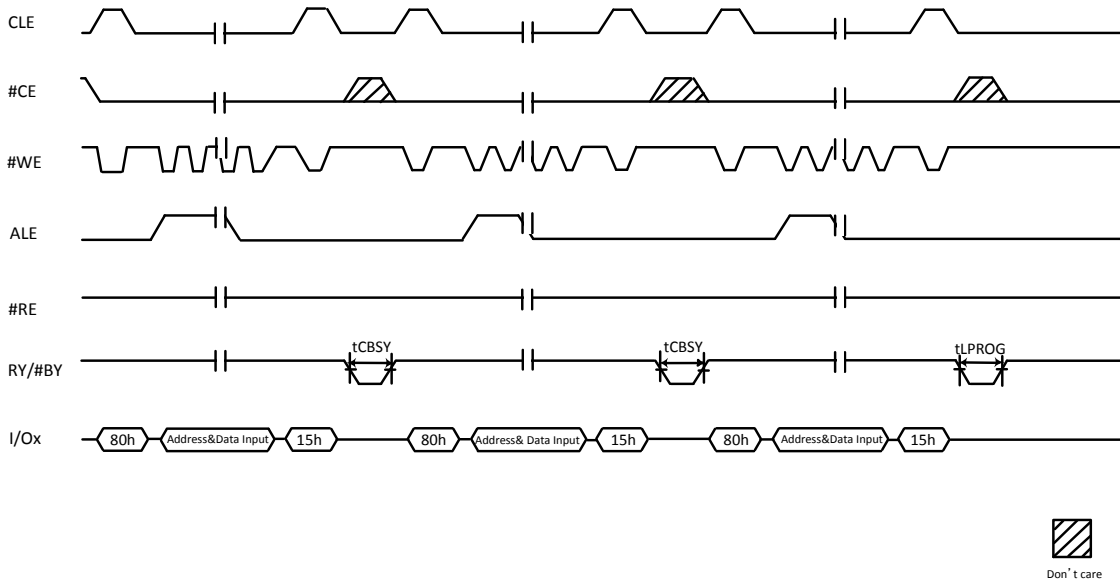 CLE
#CE
#WE
ALE
#RE
RY/#BY tCBSY tCBSY tLPROG
I/Ox 80h Address&Data Input 15h 80h Address& Data Input 15h 80h Address&Data Input 15h
Don't care